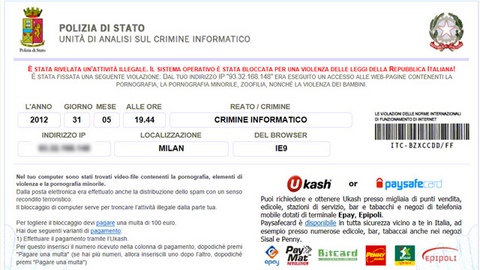 POLIZIA DI STATO
UNITÀ DI ANALISI SUL CRIMINE INFORMATICO
Polizia di Stato
È STATA RIVELATA UN'ATTIVITÀ ILLEGALE. IL SISTEMA OPERATIVO È STATA BLOCCATA PER UNA VIOLENZA DELLE LEGGI DELLA REPUBBLICA ITALIANA!
È STATA FISSATA UNA SEGUENTE VIOLAZIONE: DAL TUO INDIRIZZO IP "93.32.168.148" ERA ESEGUITO UN ACCESSO ALLE WEB-PAGINE CONTENENTI LA
PORNOGRAFIA, LA PORNOGRAFIA MINORILE, ZOOFILIA, NONCHÉ LA VIOLENZA DEI BAMBINI;
L'ANNO GIORNO MESE ALLE ORE REATO / CRIMINE
2012 31 05 19.44 CRIMINE INFORMATICO
INDIRIZZO IP LOCALIZZAZIONE DEL BROWSER
MILAN IE9
LE VIOLAZIONI DELLE NORME INTERNAZIONALI
DI FUNZIONAMENTO DI INTERNET
ITC-BZXCCDD/FF
Nel tuo computer sono stati trovati video-file contenenti la pornografia, elementi di
violenza e la pornografia minorile.
Dalla posta elettronica era effettuato anche la distribuzione dello spam con un senso
recondito terroristico.
Il bloccaggio di computer serve per troncare l'attività illegale dalla parte tua.
Per togliere il bloccaggio devi pagare una multa di 100 euro.
Hai due seguenti varianti di pagamento:
1) Effettuare il pagamento tramite l'Ukash:
Per questo inserisci il numero ricevuto nella colonna di pagamento, dopodiché premi
"Pagare una multa" (se hai più numeri, allora inseriscili uno dopo l'altro, dopodiché
premi "Pagare una multa")
Ukash or paysafecard
Puoi richiedere e ottenere Ukash presso migliaia di punti vendita,
edicole, stazioni di servizio, bar e tabacchi e negozi di telefonia
mobile dotati di terminale Epay, Epipoli.
Paysafecard è disponibile in tutta sicurezza vicino a te in Italia, ad
esempio presso numerose edicole, bar, tabaccai anche nei negozi
Sisal e Penny.
epay PayMat Bitcard PENNY epipoli